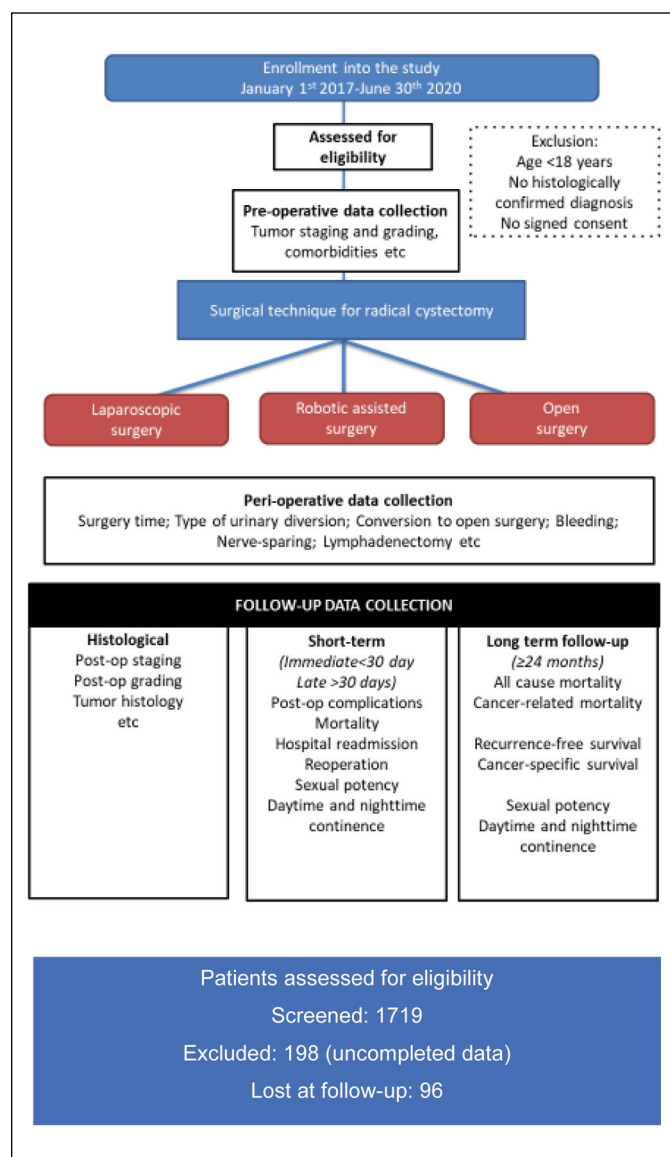 Enrollment into the study
January 1st 2017-June 30th 2020
Assessed for
eligibility
Exclusion:
Age <18 years
No histologically
confirmed diagnosis
No signed consent
Pre-operative data collection
Tumor staging and grading,
comorbidities etc
Surgical technique for radical cystectomy
Laparoscopic
surgery
Robotic assisted
surgery
Open
surgery
Peri-operative data collection
Surgery time; Type of urinary diversion; Conversion to open surgery; Bleeding;
Nerve-sparing; Lymphadenectomy etc
FOLLOW-UP DATA COLLECTION
Histological
Post-op staging
Post-op grading
Tumor histology
etc
Short-term
(Immediate<30 day
Late >30 days)
Post-op complications
Mortality
Hospital readmission
Reoperation
Sexual potency
Daytime and nighttime
continence
Long term follow-up
(≥24 months)
All cause mortality
Cancer-related mortality
Recurrence-free survival
Cancer-specific survival
Sexual potency
Daytime and nighttime
continence
Patients assessed for eligibility
Screened: 1719
Excluded: 198 (uncompleted data)
Lost at follow-up: 96